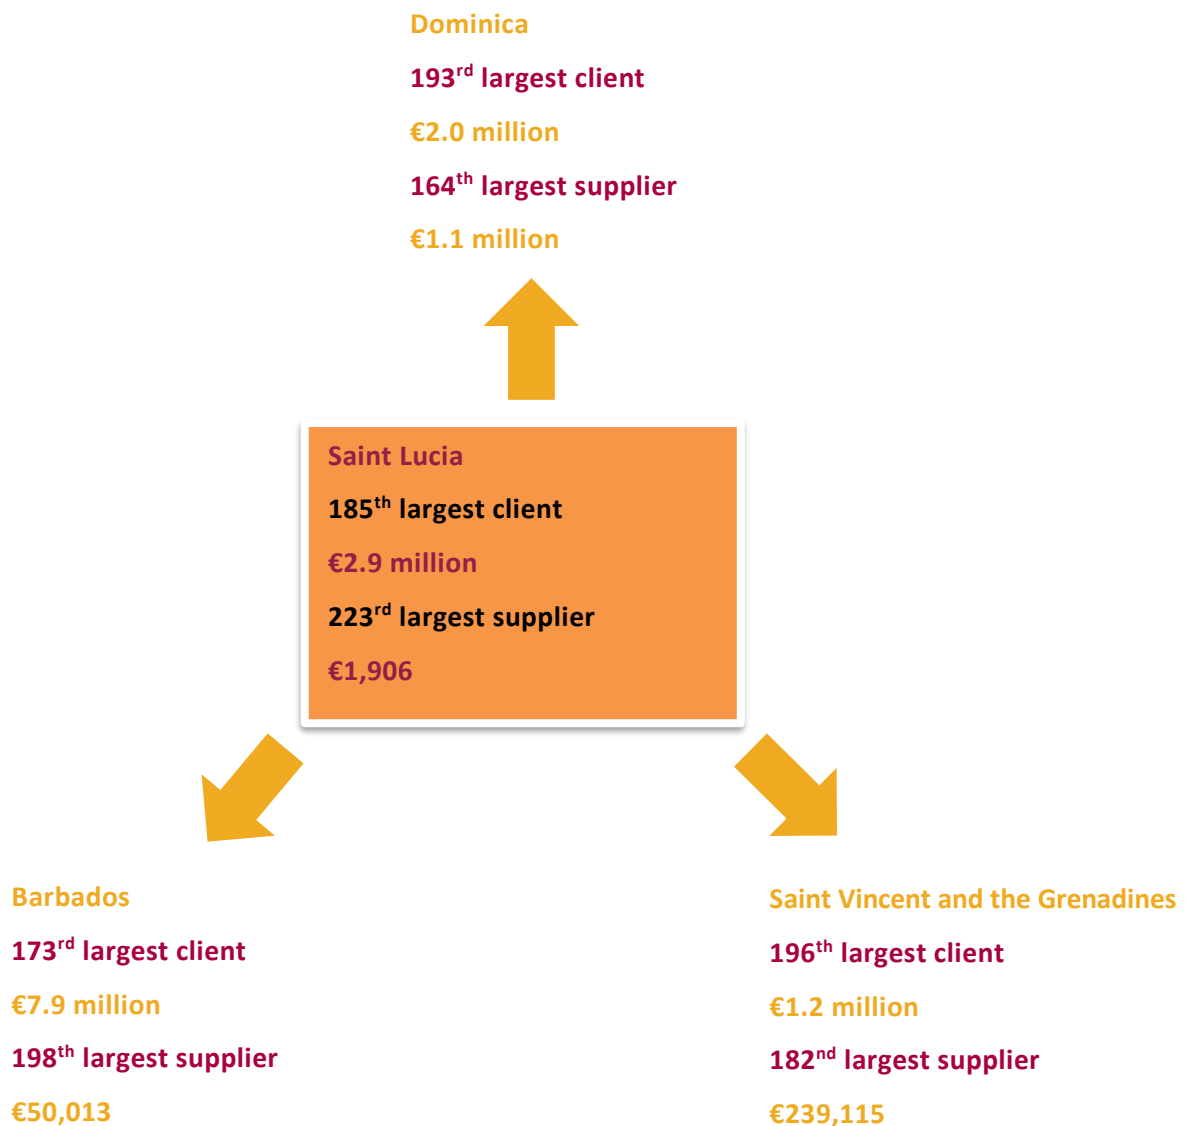 Dominica
193rd largest client
€2.0 million
164th largest supplier
€1.1 million
Saint Lucia
185th largest client
€2.9 million
223rd largest supplier
€1,906
Barbados
173rd largest client
€7.9 million
198th largest supplier
€50,013
Saint Vincent and the Grenadines
196th largest client
€1.2 million
182nd largest supplier
€239,115